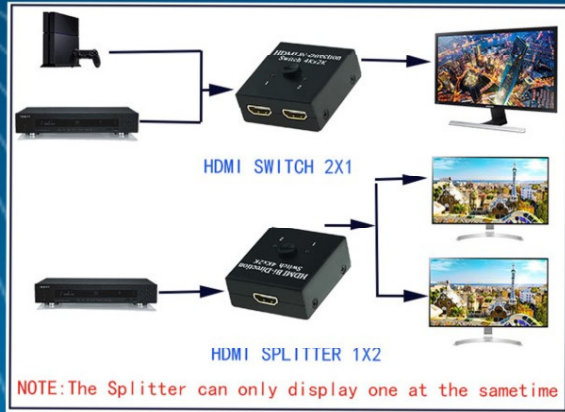 HDMI Bi-Direction
Switch 4Kx2K
HDMI SWITCH 2X1
HDMI Bi-Direction
Switch 4Kx2K
HDMI SPLITTER 1X2
NOTE:The Splitter can only display one at the sametime